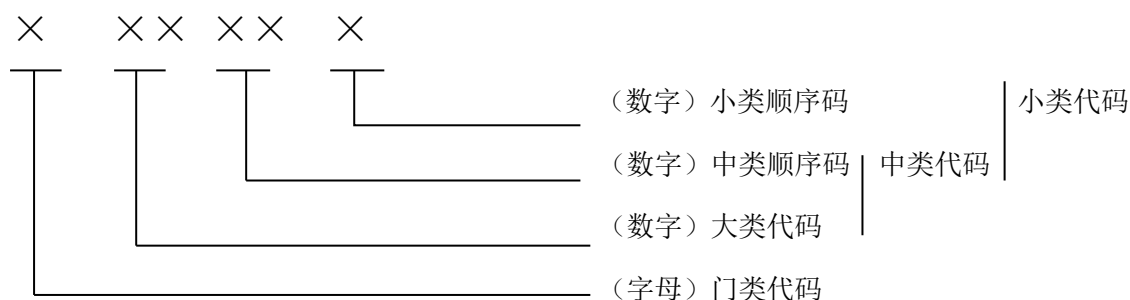 × ×× ×× ×
（数字）小类顺序码 小类代码
（数字）中类顺序码 中类代码
（数字）大类代码
（字母）门类代码